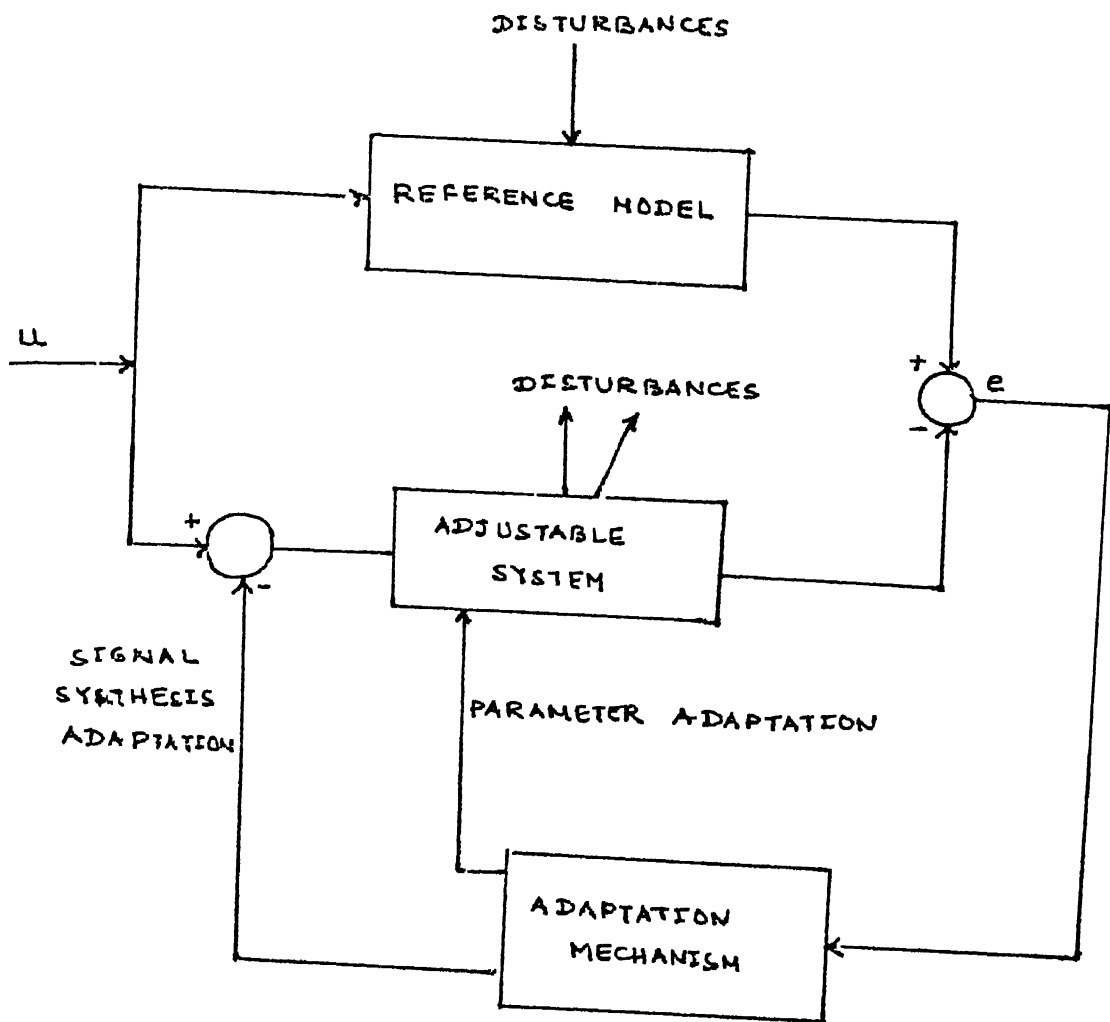 DISTURBANCES
REFERENCE MODEL
u
DISTURBANCES
+
e
-
+
ADJUSTABLE
SYSTEM
-
SIGNAL
SYNTHESIS
ADAPTATION
PARAMETER ADAPTATION
ADAPTATION
MECHANISM